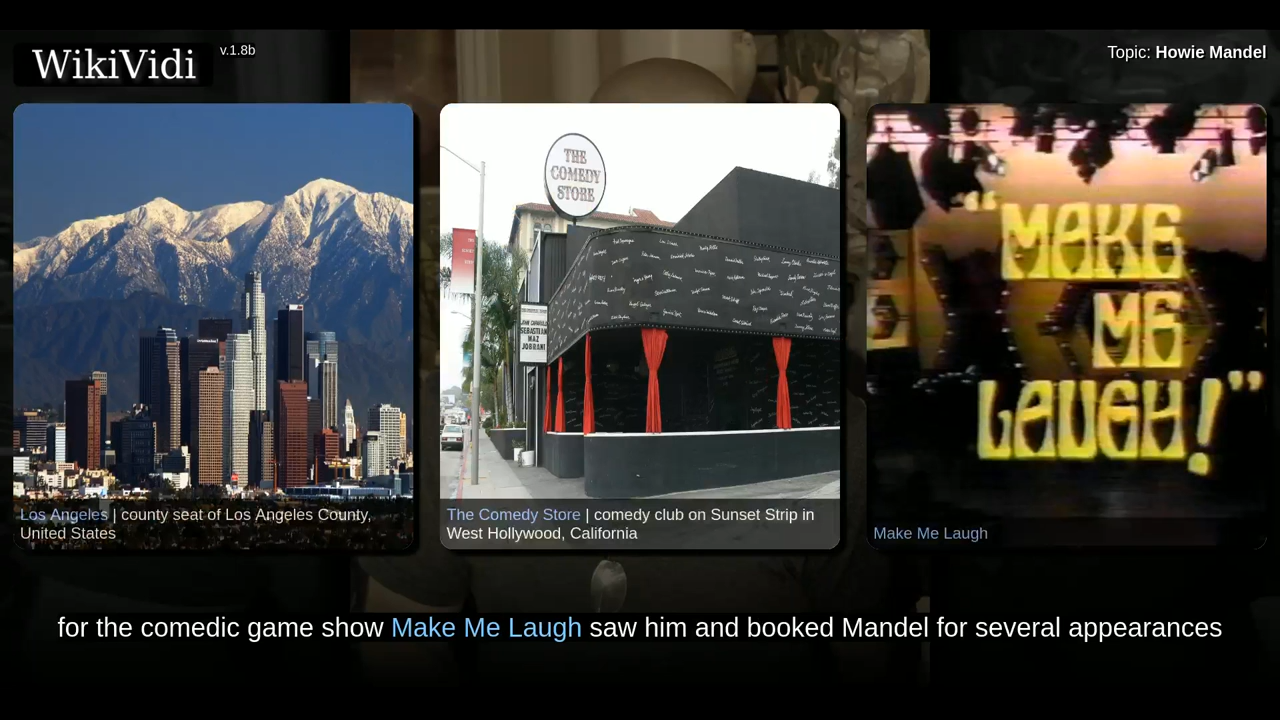 WikiVidi
v.1.8b
Topic: Howie Mandel
THE
COMEDY
STORE
SEBASTIAN
MAZ
JOBRANI
"MAKE
ME
LAUGH!"
Los Angeles | county seat of Los Angeles County,
United States
The Comedy Store | comedy club on Sunset Strip in
West Hollywood, California
Make Me Laugh
for the comedic game show Make Me Laugh saw him and booked Mandel for several appearances